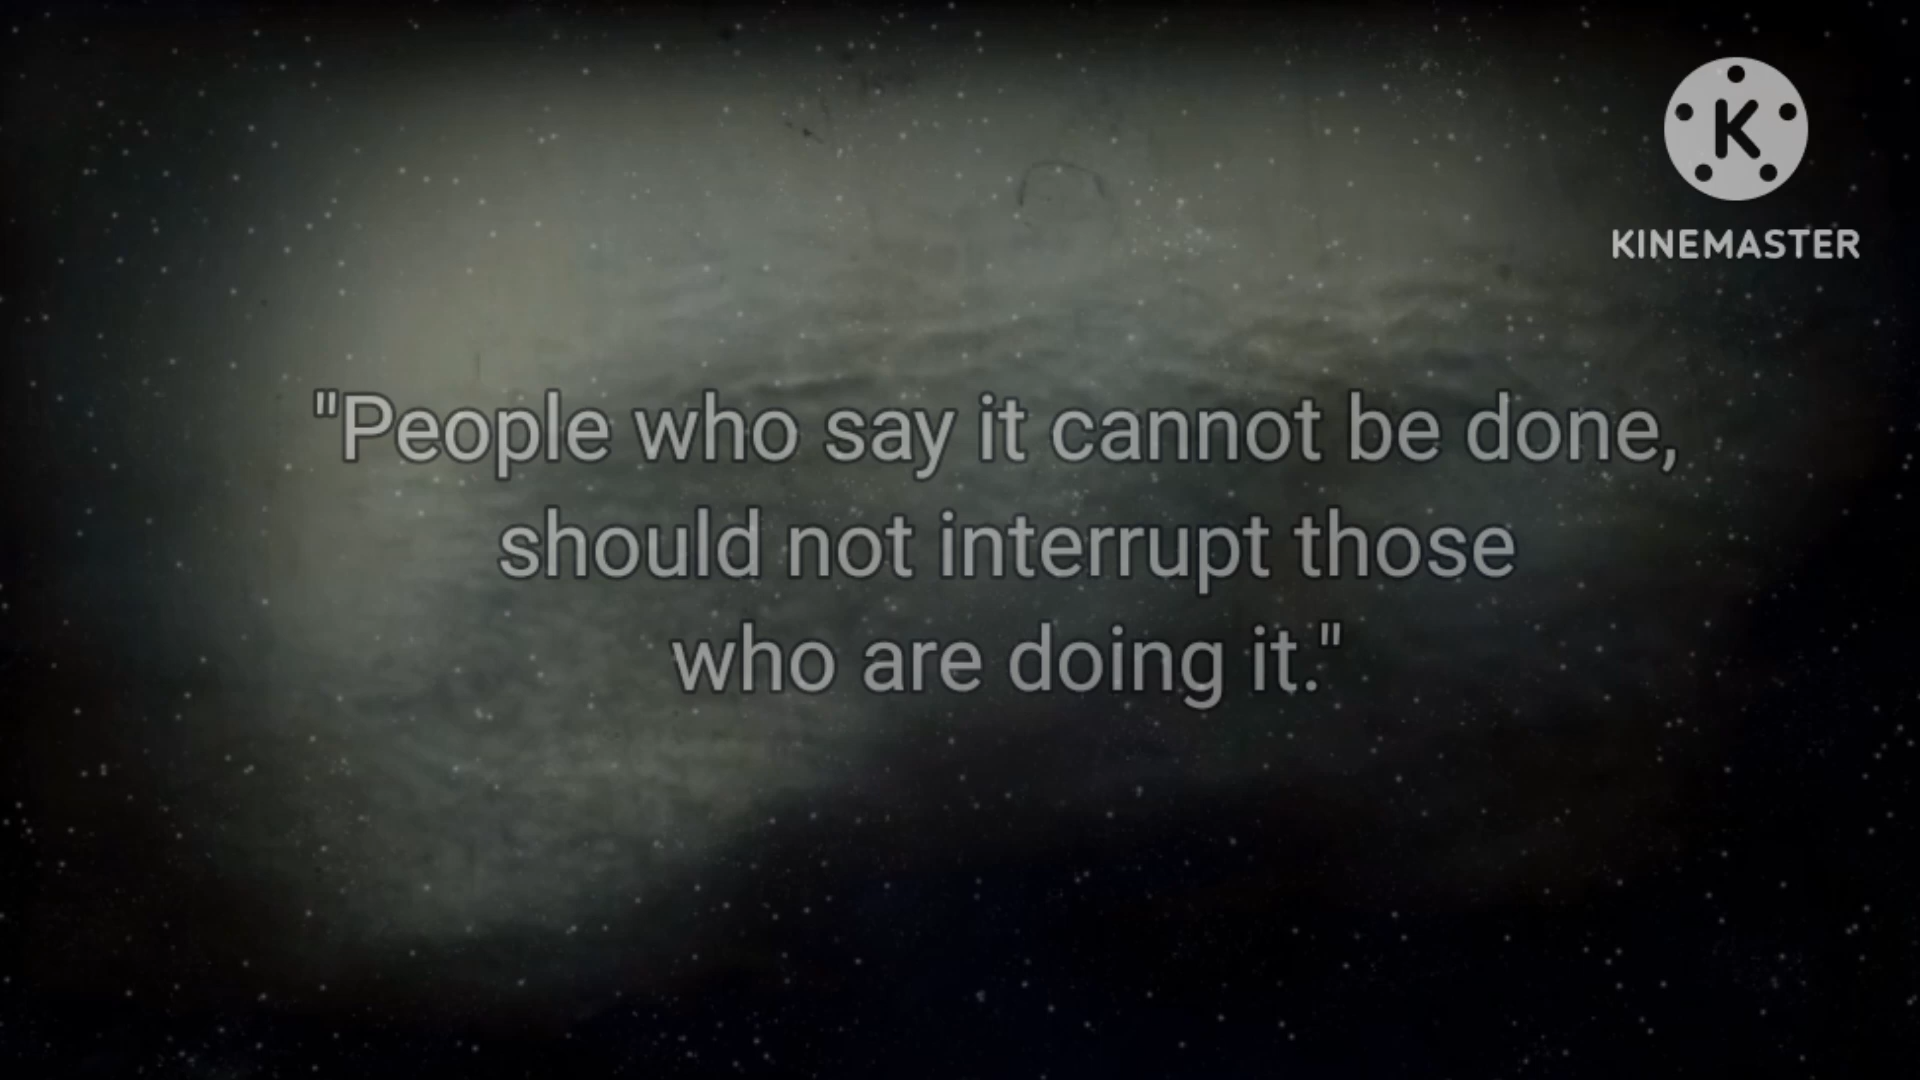 K
KINEMASTER
"People who say it cannot be done,
should not interrupt those
who are doing it."